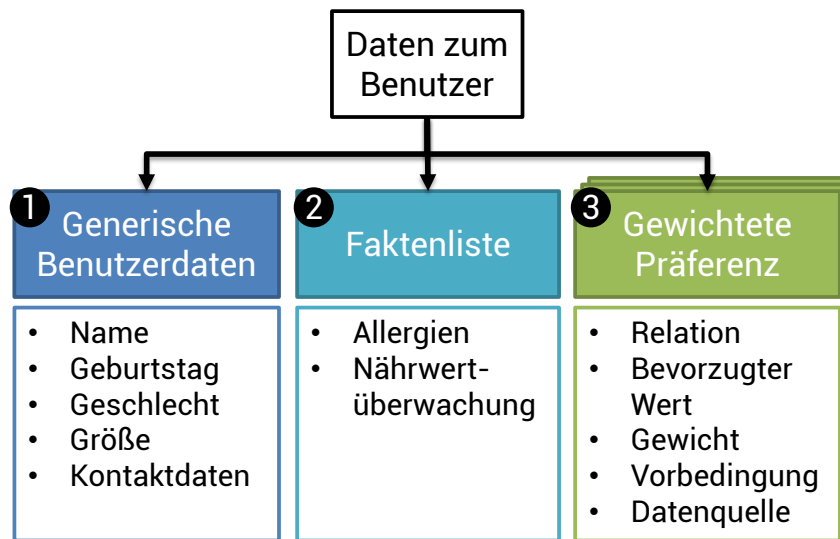 Daten zum
Benutzer
1
Generische
Benutzerdaten
• Name
• Geburtstag
• Geschlecht
• Größe
• Kontaktdaten
2
Faktenliste
• Allergien
• Nährwert-
überwachung
3
Gewichtete
Präferenz
• Relation
• Bevorzugter
Wert
• Gewicht
• Vorbedingung
• Datenquelle